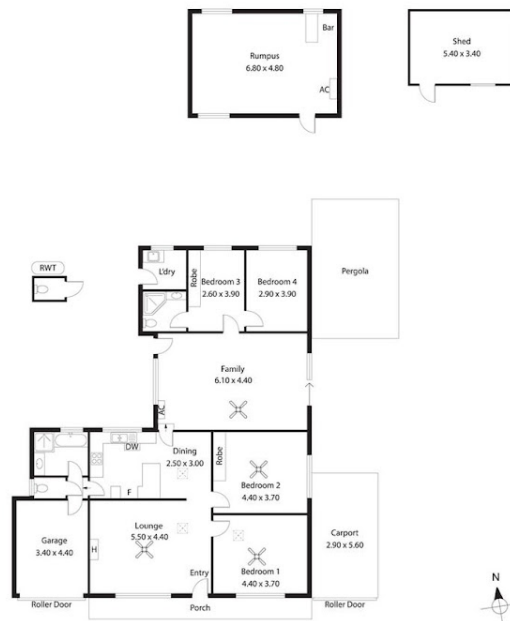 Bar
Rumpus
6.80 x 4.80
AC
Shed
5.40 x 3.40
RWT
L'dry
Robe
Bedroom 3
2.60 x 3.90
Bedroom 4
2.90 x 3.90
Pergola
Family
6.10 x 4.40
AC
DW
Dining
2.50 x 3.00
Robe
F
Bedroom 2
4.40 x 3.70
Garage
3.40 x 4.40
H
Lounge
5.50 x 4.40
Entry
Bedroom 1
4.40 x 3.70
Carport
2.90 x 5.60
Roller Door
Porch
Roller Door
N